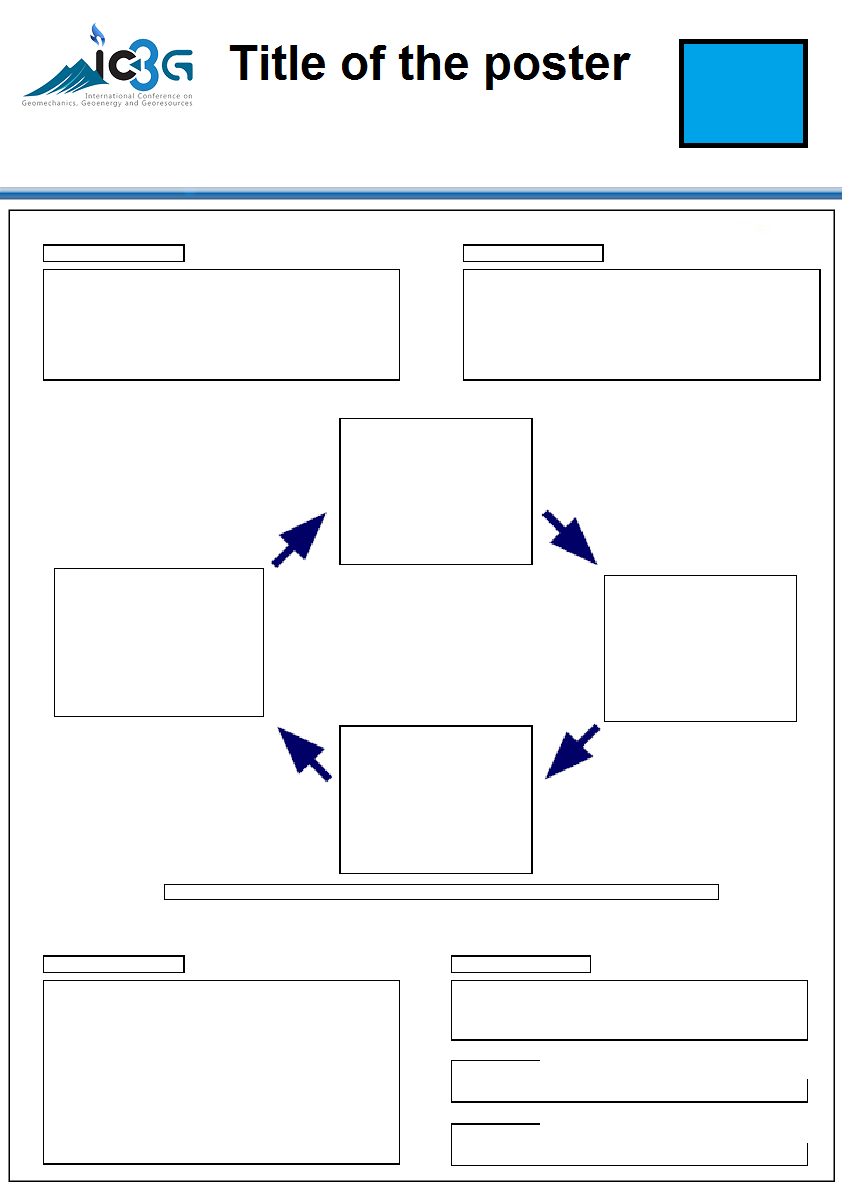 ic3G
Title of the poster
International Conference on
Geomechanics, Geoenergy and Georesources